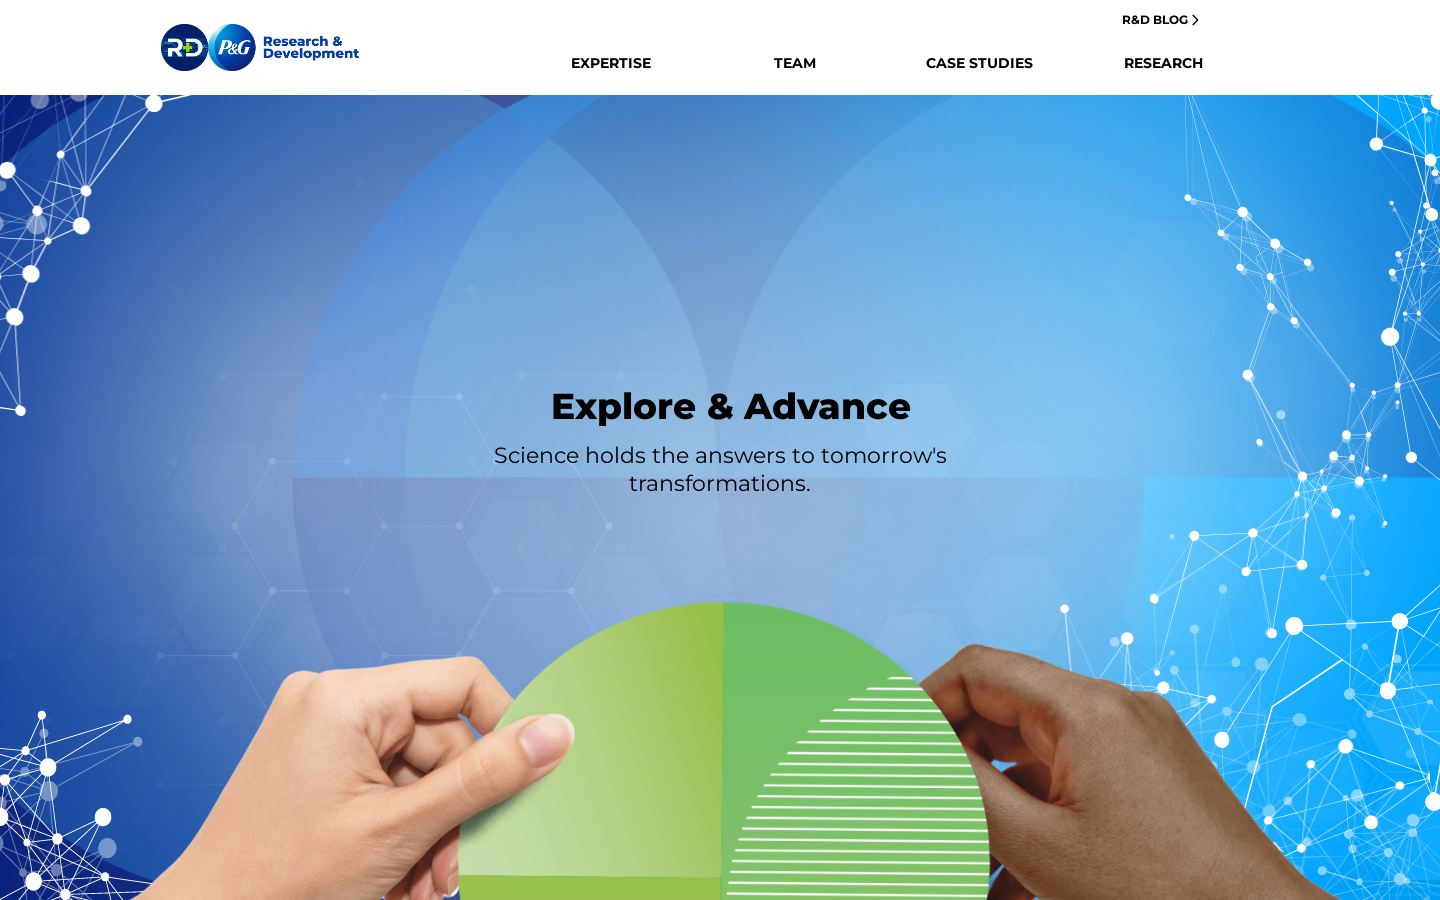 R&D BLOG
R+D P&G Research &
Development
EXPERTISE TEAM CASE STUDIES RESEARCH
Explore & Advance
Science holds the answers to tomorrow's
transformations.